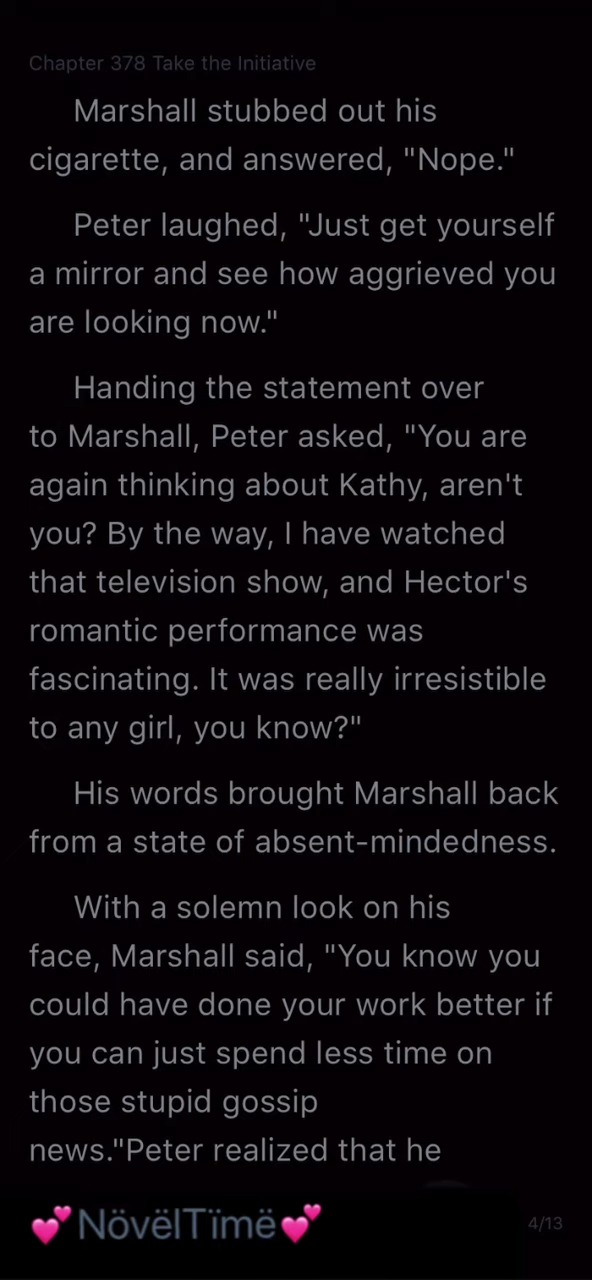 Chapter 378 Take the Initiative
Marshall stubbed out his
cigarette, and answered, "Nope."
Peter laughed, "Just get yourself
a mirror and see how aggrieved you
are looking now."
Handing the statement over
to Marshall, Peter asked, "You are
again thinking about Kathy, aren't
you? By the way, I have watched
that television show, and Hector's
romantic performance was
fascinating. It was really irresistible
to any girl, you know?"
His words brought Marshall back
from a state of absent-mindedness.
With a solemn look on his
face, Marshall said, "You know you
could have done your work better if
you can just spend less time on
those stupid gossip
news."Peter realized that he
💕NövëlTïmë💕
4/13